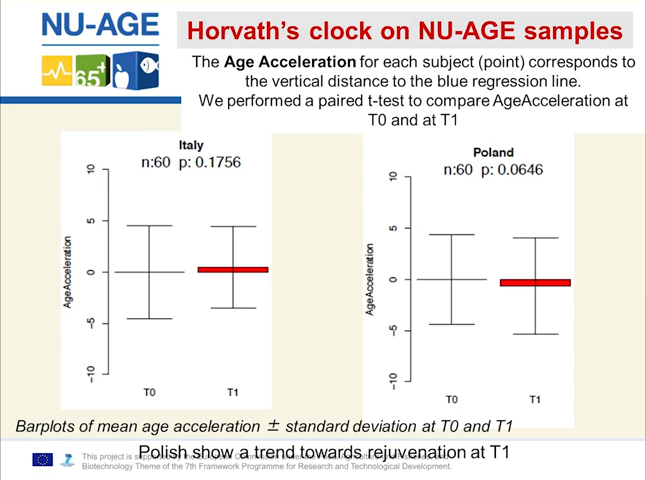 NU-AGE
65+
Horvath's clock on NU-AGE samples
The Age Acceleration for each subject (point) corresponds to
the vertical distance to the blue regression line.
We performed a paired t-test to compare AgeAcceleration at
T0 and at T1
Italy
n:60 p: 0.1756
AgeAcceleration
10
5
0
-5
-10
T0 T1
Poland
n:60 p: 0.0646
AgeAcceleration
10
5
0
-5
-10
T0 T1
Barplots of mean age acceleration ± standard deviation at T0 and T1
Polish showed a trend towards rejuvenation at T1
This project is
Biotechnology Theme of the 7th Framework Programme for Research and Technological Development.